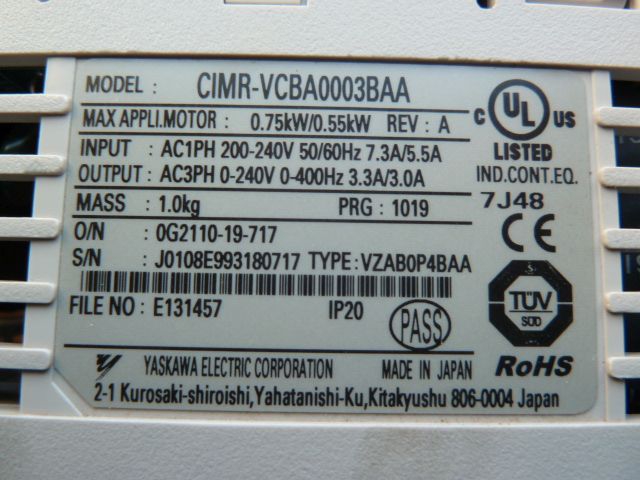 MODEL : CIMR-VCBA0003BAA
MAX APPLI.MOTOR : 0.75kW/0.55kW REV : A
INPUT : AC1PH 200-240V 50/60Hz 7.3A/5.5A
OUTPUT : AC3PH 0-240V 0-400Hz 3.3A/3.0A
MASS : 1.0kg PRG : 1019
O/N : 0G2110-19-717
S/N : J0108E993180717 TYPE : VZAB0P4BAA
FILE NO : E131457 IP20 PASS
YASKAWA ELECTRIC CORPORATION MADE IN JAPAN
2-1 Kurosaki-shiroishi,Yahatanishi-Ku,Kitakyushu 806-0004 Japan
C UL US
LISTED
IND.CONT.EQ.
7J48
CE
TÜV
SÜD
RoHS